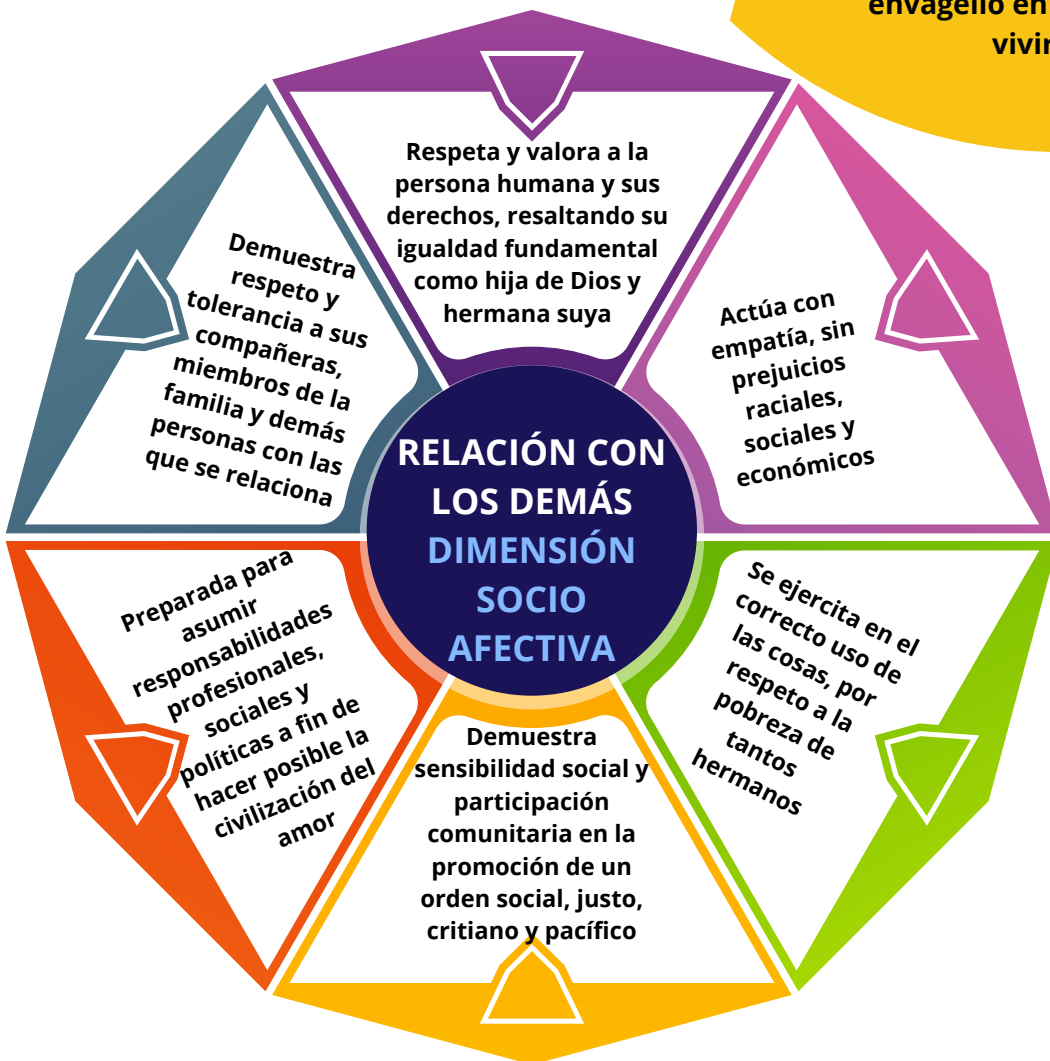 envagelio en
vivir
Respeta y valora a la
persona humana y sus
derechos, resaltando su
igualdad fundamental
como hija de Dios y
hermana suya
Demuestra
respeto y
tolerancia a sus
compañeras,
miembros de la
familia y demás
personas con las
que se relaciona
Actúa con
empatía, sin
prejuicios
raciales,
sociales y
económicos
RELACIÓN CON
LOS DEMÁS
DIMENSIÓN
SOCIO
AFECTIVA
Preparada para
asumir
responsabilidades
profesionales,
sociales y
políticas a fin de
hacer posible la
civilización del
amor
Demuestra
sensibilidad social y
participación
comunitaria en la
promoción de un
orden social, justo,
critiano y pacífico
Se ejercita en el
correcto uso de
las cosas, por
respeto a la
pobreza de
tantos
hermanos